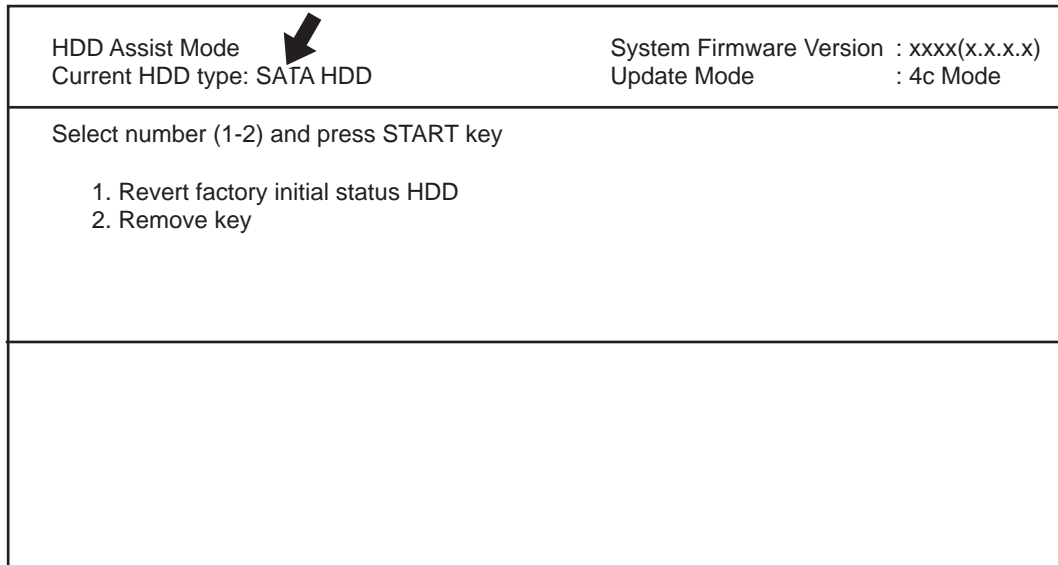 HDD Assist Mode
Current HDD type: SATA HDD
System Firmware Version : xxxx(x.x.x.x)
Update Mode : 4c Mode
Select number (1-2) and press START key
1. Revert factory initial status HDD
2. Remove key